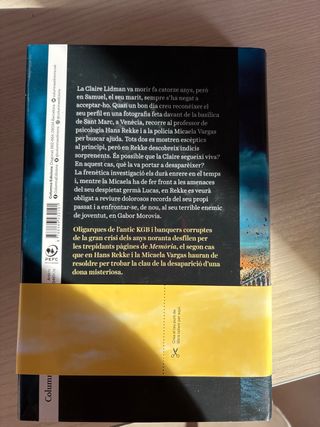 La Claire Lidman va morir fa catorze anys, però
en Samuel, el seu marit, sempre s'ha negat a
acceptar-ho. Quan un bon dia creu reconèixer el
seu perfil en una fotografia feta davant de la basílica
de Sant Marc, a Venècia, recorre al professor de
psicologia Hans Rekke i a la policia Micaela Vargas
per buscar ajuda. Tots dos es mostren escèptics
al principi, però en Rekke descobreix indicis
sorprenents. És possible que la Claire segueixi viva?
En aquest cas, què la va portar a desaparèixer?
La frenètica investigació els durà enrere en el temps
i, mentre la Micaela ha de fer front a les amenaces
del seu despietat germà Lucas, en Rekke es veurà
obligat a reviure dolorosos records del seu propi
passat i a enfrontar-se, de nou, al seu terrible enemic
de joventut, en Gabor Morovia.
Oligarques de l'antic KGB i banquers corruptes
de la gran crisi dels anys noranta desfilen per
les trepidants pàgines de Memòria, el segon cas
que en Hans Rekke i la Micaela Vargas hauran de
resoldre per trobar la clau de la desaparició d'una
dona misteriosa.
PEFC
Column